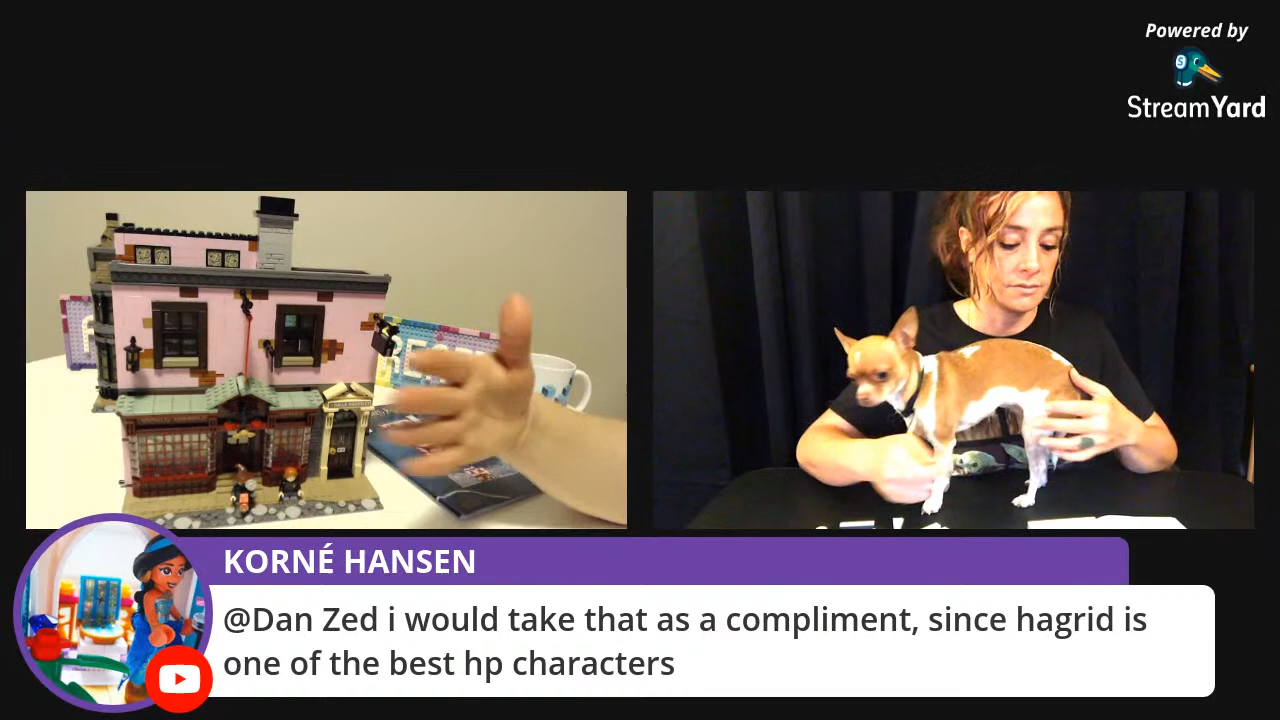 Powered by
S
StreamYard
KORNÉ HANSEN
@Dan Zed i would take that as a compliment, since hagrid is
one of the best hp characters